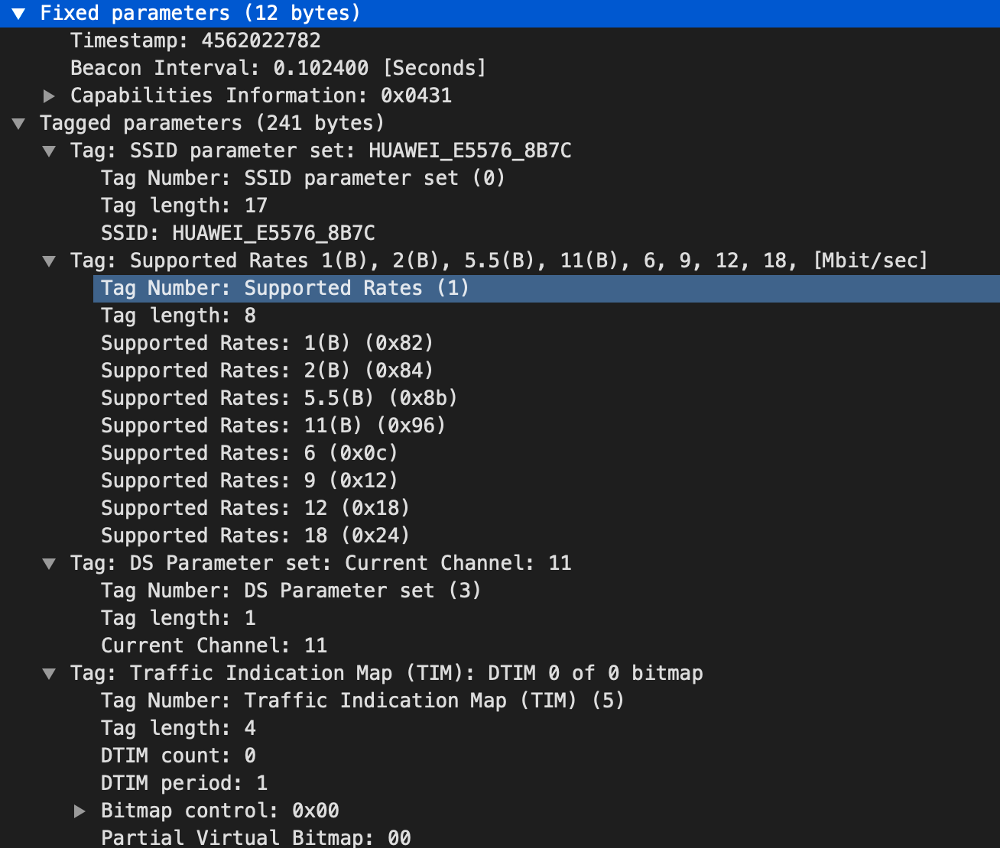 Fixed parameters (12 bytes)
Timestamp: 4562022782
Beacon Interval: 0.102400 [Seconds]
Capabilities Information: 0x0431
Tagged parameters (241 bytes)
Tag: SSID parameter set: HUAWEI_E5576_8B7C
Tag Number: SSID parameter set (0)
Tag length: 17
SSID: HUAWEI_E5576_8B7C
Tag: Supported Rates 1(B), 2(B), 5.5(B), 11(B), 6, 9, 12, 18, [Mbit/sec]
Tag Number: Supported Rates (1)
Tag length: 8
Supported Rates: 1(B) (0x82)
Supported Rates: 2(B) (0x84)
Supported Rates: 5.5(B) (0x8b)
Supported Rates: 11(B) (0x96)
Supported Rates: 6 (0x0c)
Supported Rates: 9 (0x12)
Supported Rates: 12 (0x18)
Supported Rates: 18 (0x24)
Tag: DS Parameter set: Current Channel: 11
Tag Number: DS Parameter set (3)
Tag length: 1
Current Channel: 11
Tag: Traffic Indication Map (TIM): DTIM 0 of 0 bitmap
Tag Number: Traffic Indication Map (TIM) (5)
Tag length: 4
DTIM count: 0
DTIM period: 1
Bitmap control: 0x00
Partial Virtual Bitmap: 00